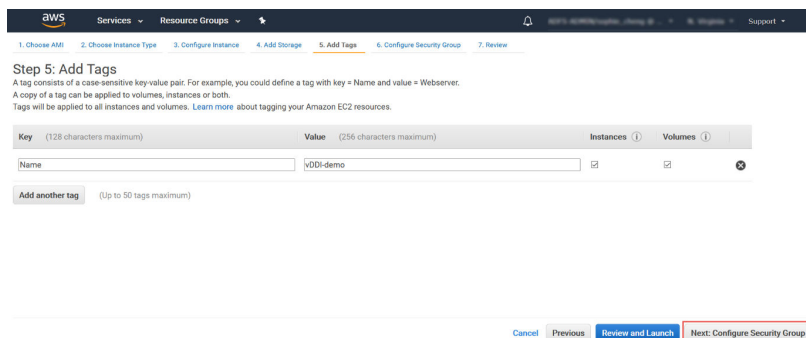 aws Services Resource Groups Support
1. Choose AMI 2. Choose Instance Type 3. Configure Instance 4. Add Storage 5. Add Tags 6. Configure Security Group 7. Review
Step 5: Add Tags
A tag consists of a case-sensitive key-value pair. For example, you could define a tag with key = Name and value = Webserver.
A copy of a tag can be applied to volumes, instances or both.
Tags will be applied to all instances and volumes. Learn more about tagging your Amazon EC2 resources.
Key (128 characters maximum) Value (256 characters maximum) Instances i Volumes i
Name vDDI-demo
Add another tag (Up to 50 tags maximum)
Cancel Previous Review and Launch Next: Configure Security Group